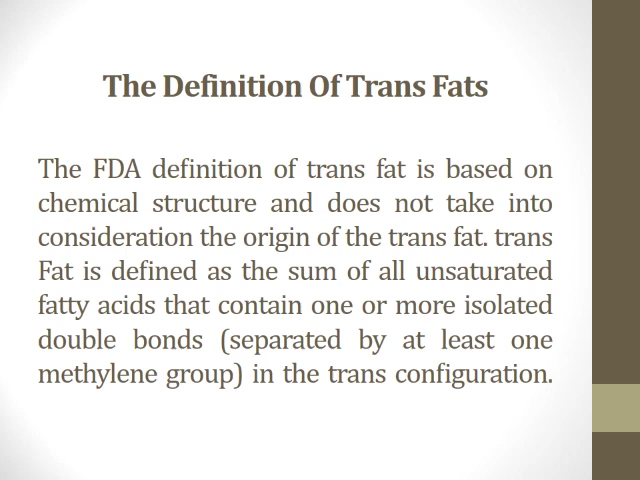 The Definition Of Trans Fats
The FDA definition of trans fat is based on
chemical structure and does not take into
consideration the origin of the trans fat. trans
Fat is defined as the sum of all unsaturated
fatty acids that contain one or more isolated
double bonds (separated by at least one
methylene group) in the trans configuration.